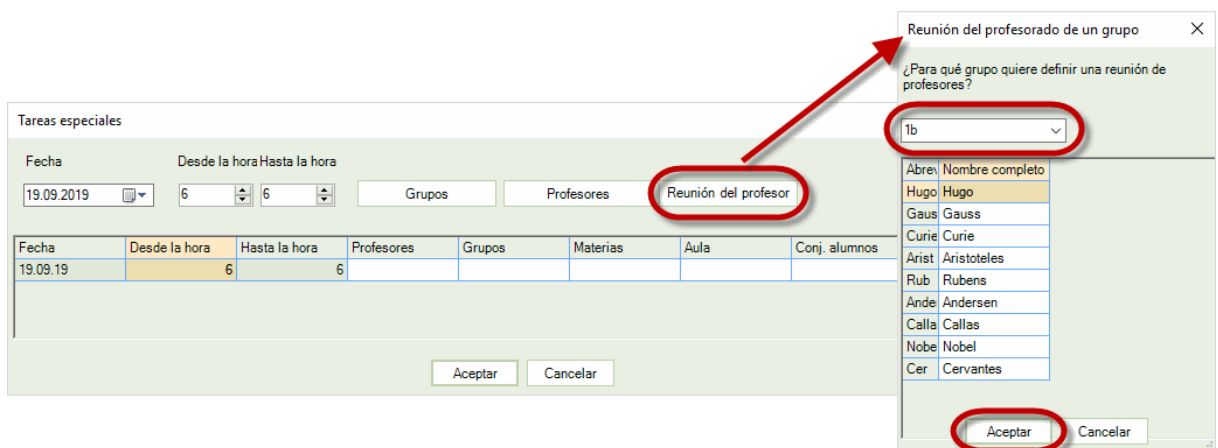 Reunión del profesorado de un grupo
¿Para qué grupo quiere definir una reunión de
profesores?
1b
Abrev Nombre completo
Hugo Hugo
Gaus Gauss
Curie Curie
Arist Aristoteles
Rub Rubens
Ande Andersen
Calla Callas
Nobe Nobel
Cer Cervantes
Aceptar Cancelar
Tareas especiales
Fecha Desde la hora Hasta la hora
19.09.2019 6 6 Grupos Profesores Reunión del profesor
Fecha Desde la hora Hasta la hora Profesores Grupos Materias Aula Conj. alumnos
19.09.19 6 6
Aceptar Cancelar